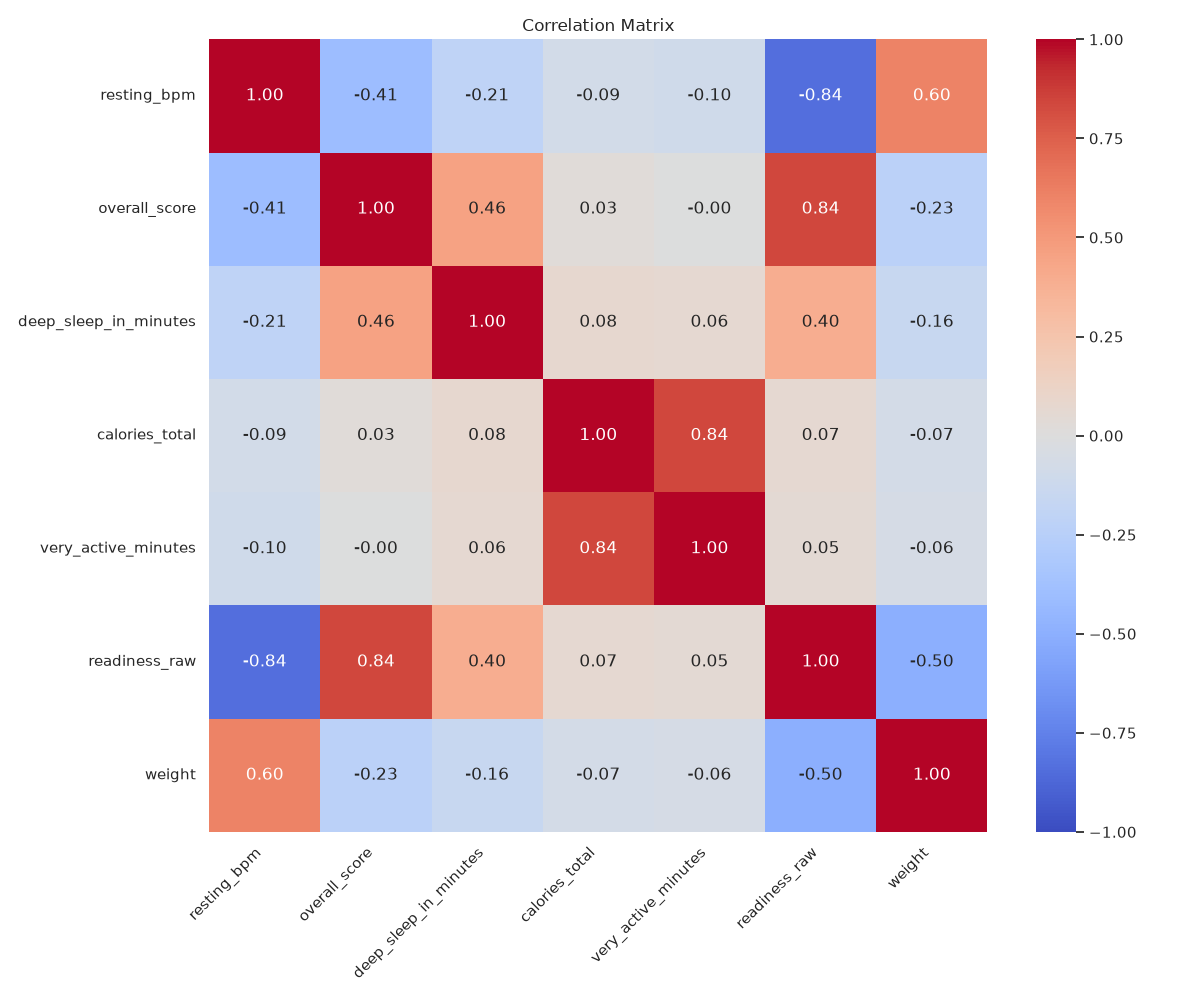 Correlation Matrix
resting_bpm 1.00 -0.41 -0.21 -0.09 -0.10 -0.84 0.60
overall_score -0.41 1.00 0.46 0.03 -0.00 0.84 -0.23
deep_sleep_in_minutes -0.21 0.46 1.00 0.08 0.06 0.40 -0.16
calories_total -0.09 0.03 0.08 1.00 0.84 0.07 -0.07
very_active_minutes -0.10 -0.00 0.06 0.84 1.00 0.05 -0.06
readiness_raw -0.84 0.84 0.40 0.07 0.05 1.00 -0.50
weight 0.60 -0.23 -0.16 -0.07 -0.06 -0.50 1.00
resting_bpm
overall_score
deep_sleep_in_minutes
calories_total
very_active_minutes
readiness_raw
weight
1.00
0.75
0.50
0.25
0.00
−0.25
−0.50
−0.75
−1.00